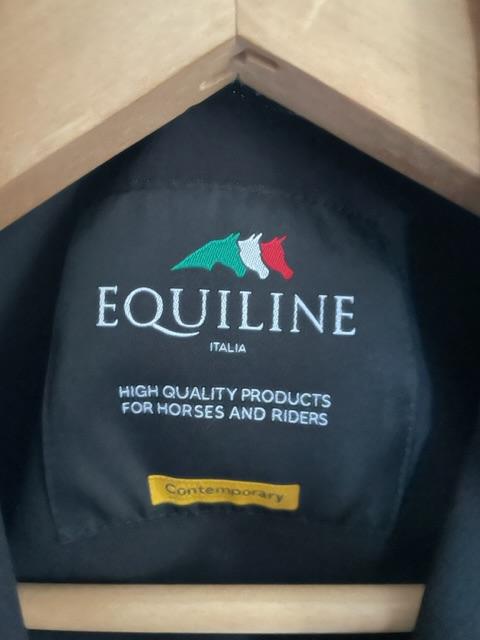 EQUILINE
ITALIA
HIGH QUALITY PRODUCTS
FOR HORSES AND RIDERS
Contemporary